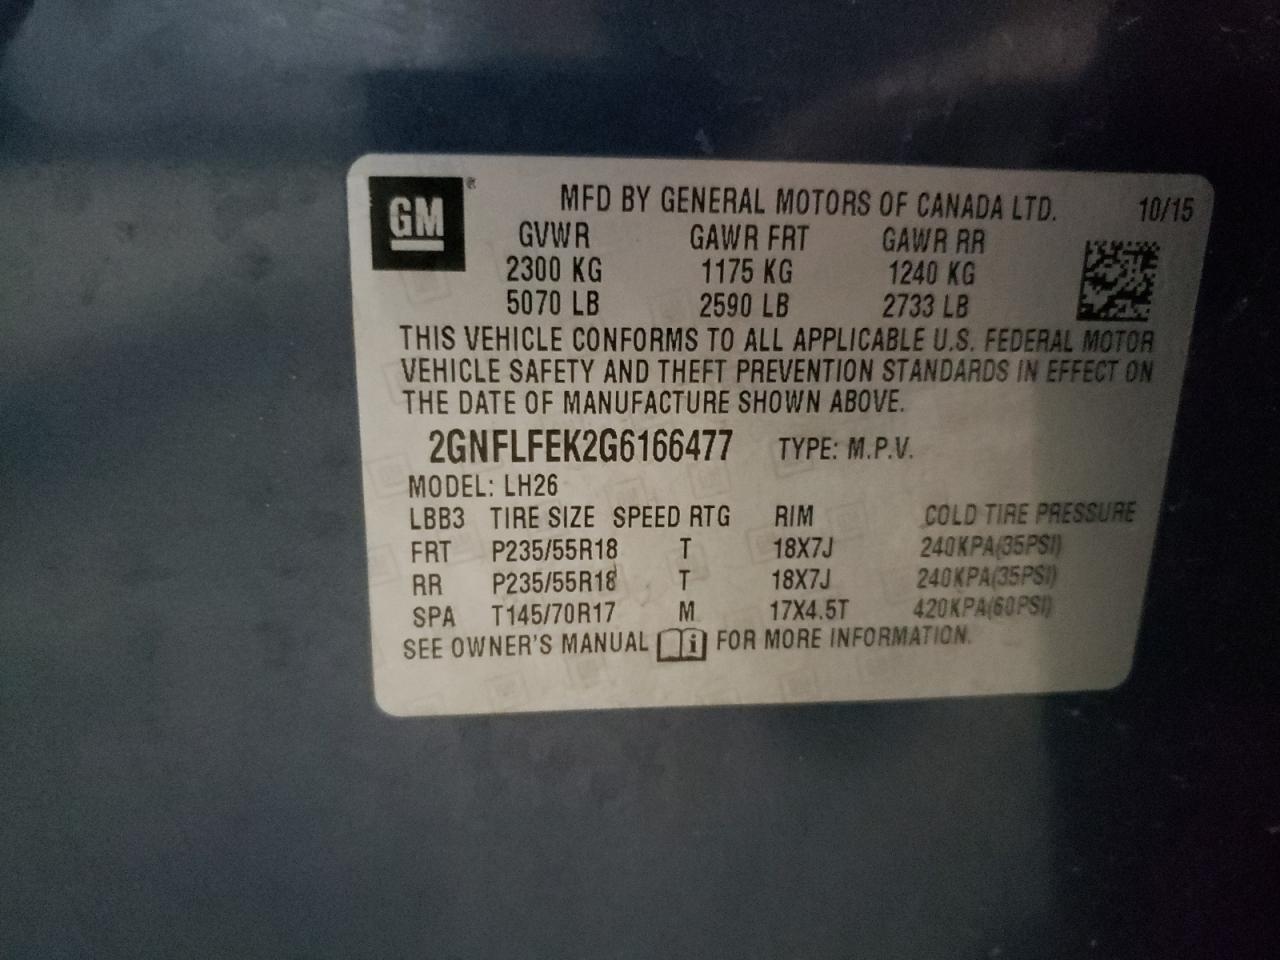 GM ®
MFD BY GENERAL MOTORS OF CANADA LTD. 10/15
GVWR GAWR FRT GAWR RR
2300 KG 1175 KG 1240 KG
5070 LB 2590 LB 2733 LB
THIS VEHICLE CONFORMS TO ALL APPLICABLE U.S. FEDERAL MOTOR
VEHICLE SAFETY AND THEFT PREVENTION STANDARDS IN EFFECT ON
THE DATE OF MANUFACTURE SHOWN ABOVE.
2GNFLFEK2G6166477 TYPE: M.P.V.
MODEL: LH26
LBB3 TIRE SIZE SPEED RTG RIM COLD TIRE PRESSURE
FRT P235/55R18 T 18X7J 240KPA(35PSI)
RR P235/55R18 T 18X7J 240KPA(35PSI)
SPA T145/70R17 M 17X4.5T 420KPA(60PSI)
SEE OWNER'S MANUAL i FOR MORE INFORMATION.